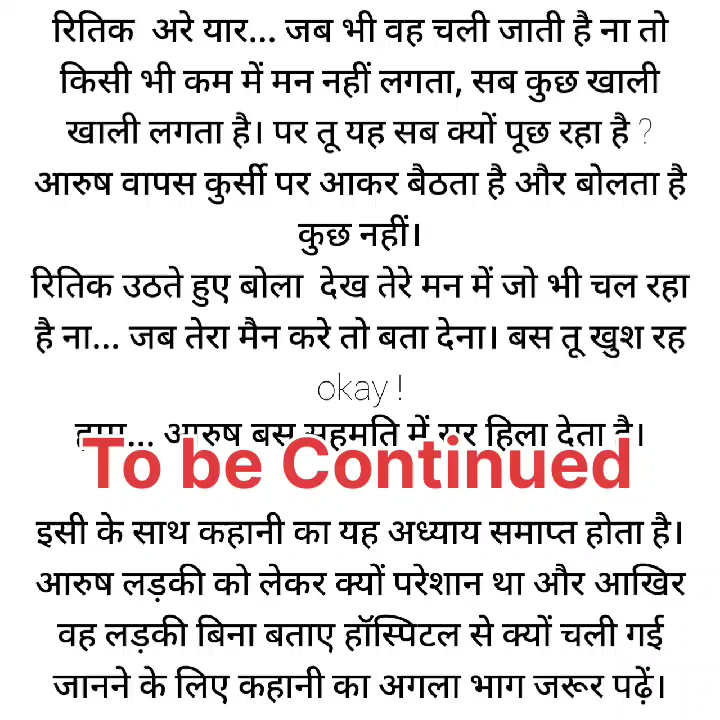 रितिक अरे यार... जब भी वह चली जाती है ना तो
किसी भी कम में मन नहीं लगता, सब कुछ खाली
खाली लगता है। पर तू यह सब क्यों पूछ रहा है ?
आरुष वापस कुर्सी पर आकर बैठता है और बोलता है
कुछ नहीं।
रितिक उठते हुए बोला देख तेरे मन में जो भी चल रहा
है ना... जब तेरा मैन करे तो बता देना। बस तू खुश रह
okay !
... आरुष बस सहमति में सर हिला देता है।
To be Continued
इसी के साथ कहानी का यह अध्याय समाप्त होता है।
आरुष लड़की को लेकर क्यों परेशान था और आखिर
वह लड़की बिना बताए हॉस्पिटल से क्यों चली गई
जानने के लिए कहानी का अगला भाग जरूर पढ़ें।